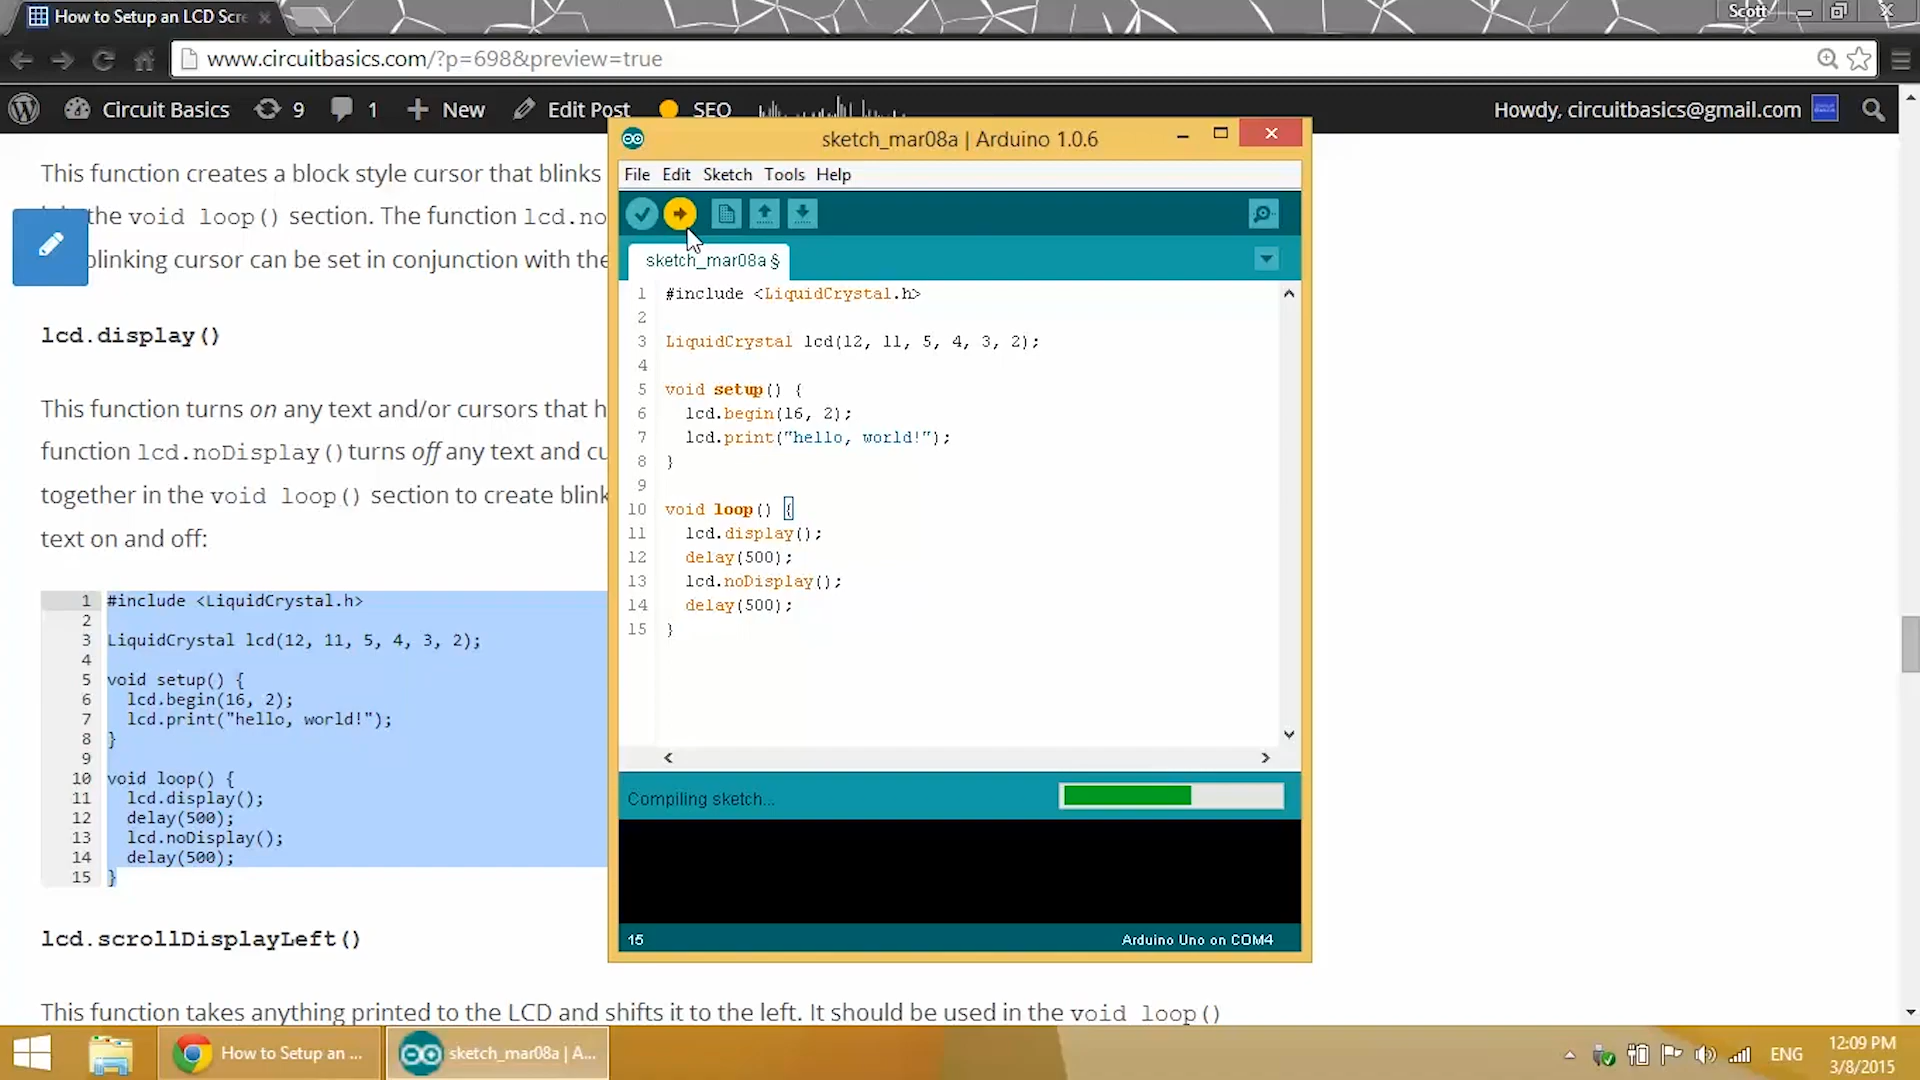 How to Setup an LCD Scre
Scott
www.circuitbasics.com/?p=698&preview=true
Circuit Basics 9 1 New Edit Post SEO Howdy, circuitbasics@gmail.com
This function creates a block style cursor that blinks
the void loop() section. The function lcd.no
blinking cursor can be set in conjunction with the
lcd.display()
This function turns on any text and/or cursors that h
function lcd.noDisplay()turns off any text and cu
together in the void loop() section to create blink
text on and off:
1 #include <LiquidCrystal.h>
2
3 LiquidCrystal lcd(12, 11, 5, 4, 3, 2);
4
5 void setup() {
6 lcd.begin(16, 2);
7 lcd.print("hello, world!");
8 }
9
10 void loop() {
11 lcd.display();
12 delay(500);
13 lcd.noDisplay();
14 delay(500);
15 }
lcd.scrollDisplayLeft()
This function takes anything printed to the LCD and shifts it to the left. It should be used in the void loop()
sketch_mar08a | Arduino 1.0.6
File Edit Sketch Tools Help
sketch_mar08a §
1 #include <LiquidCrystal.h>
2
3 LiquidCrystal lcd(12, 11, 5, 4, 3, 2);
4
5 void setup() {
6 lcd.begin(16, 2);
7 lcd.print("hello, world!");
8 }
9
10 void loop() {
11 lcd.display();
12 delay(500);
13 lcd.noDisplay();
14 delay(500);
15 }
Compiling sketch...
15 Arduino Uno on COM4
How to Setup an ...
sketch_mar08a | A...
ENG
12:09 PM
3/8/2015